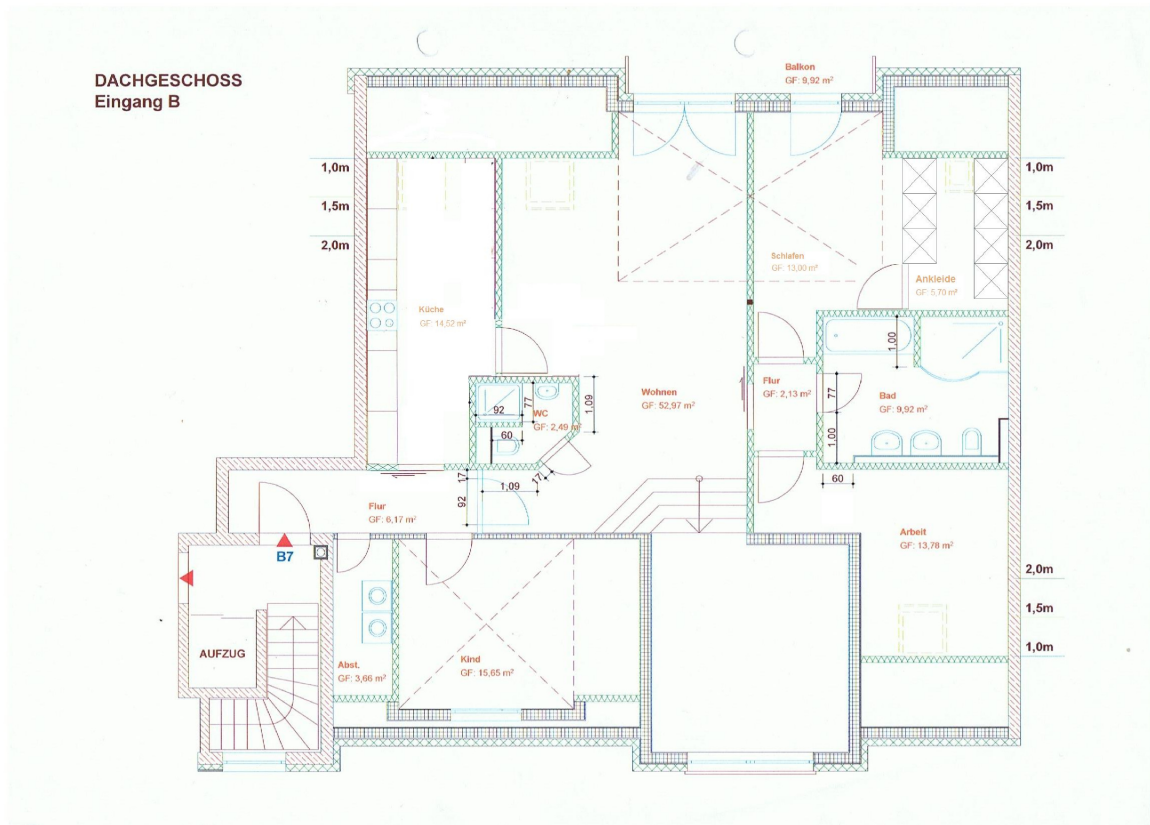 DACHGESCHOSS
Eingang B
Balkon
GF: 9,92 m²
1,0m
1,5m
2,0m
1,0m
1,5m
2,0m
Schlafen
GF: 13,00 m²
Ankleide
GF: 5,70 m²
Küche
GF: 14,52 m²
1,00
Wohnen
GF: 52,97 m²
Flur
GF: 2,13 m²
77
Bad
GF: 9,92 m²
92
77
WC
GF: 2,49 m²
1,09
60
1,00
17
1,09
17
92
60
Flur
GF: 6,17 m²
Arbeit
GF: 13,78 m²
B7
2,0m
1,5m
1,0m
AUFZUG
Abst.
GF: 3,66 m²
Kind
GF: 15,65 m²